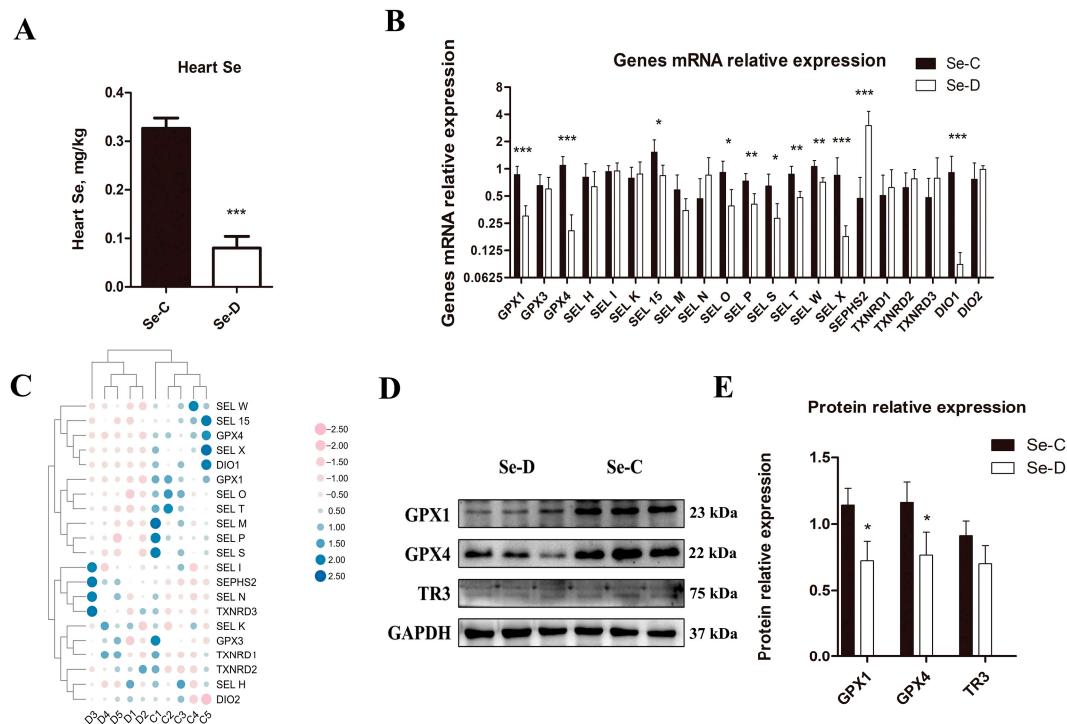 A
Heart Se
Heart Se, mg/kg
0.4
0.3
0.2
0.1
0.0
***
Se-C
Se-D
B
Genes mRNA relative expression
Se-C
Se-D
Genes mRNA relative expression
8
4
2
1
0.5
0.25
0.125
0.0625
*** *** * * ** * ** ** *** *** ***
GPX1
GPX3
GPX4
SEL H
SEL I
SEL K
SEL 15
SEL M
SEL N
SEL O
SEL P
SEL S
SEL T
SEL W
SEL X
SEPHS2
TXNRD1
TXNRD2
TXNRD3
DIO1
DIO2
C
SEL W
SEL 15
GPX4
SEL X
DIO1
GPX1
SEL O
SEL T
SEL M
SEL P
SEL S
SEL I
SEPHS2
SEL N
TXNRD3
SEL K
GPX3
TXNRD1
TXNRD2
SEL H
DIO2
D3 D4 D5 D1 D2 C1 C2 C3 C4 C5
-2.50
-2.00
-1.50
-1.00
-0.50
0.50
1.00
1.50
2.00
2.50
D
Se-D Se-C
GPX1 23 kDa
GPX4 22 kDa
TR3 75 kDa
GAPDH 37 kDa
E
Protein relative expression
Se-C
Se-D
Protein relative expression
1.5
1.0
0.5
0.0
* *
GPX1
GPX4
TR3